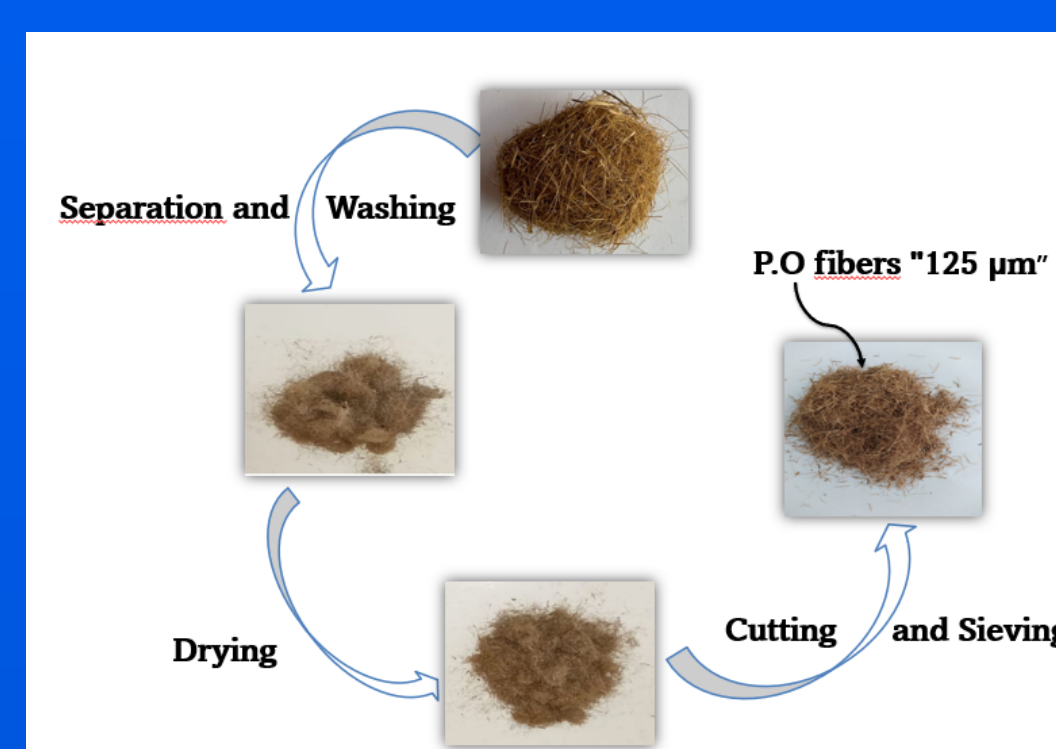 Separation and Washing
P.O fibers "125 μm"
Drying
Cutting and Sieving